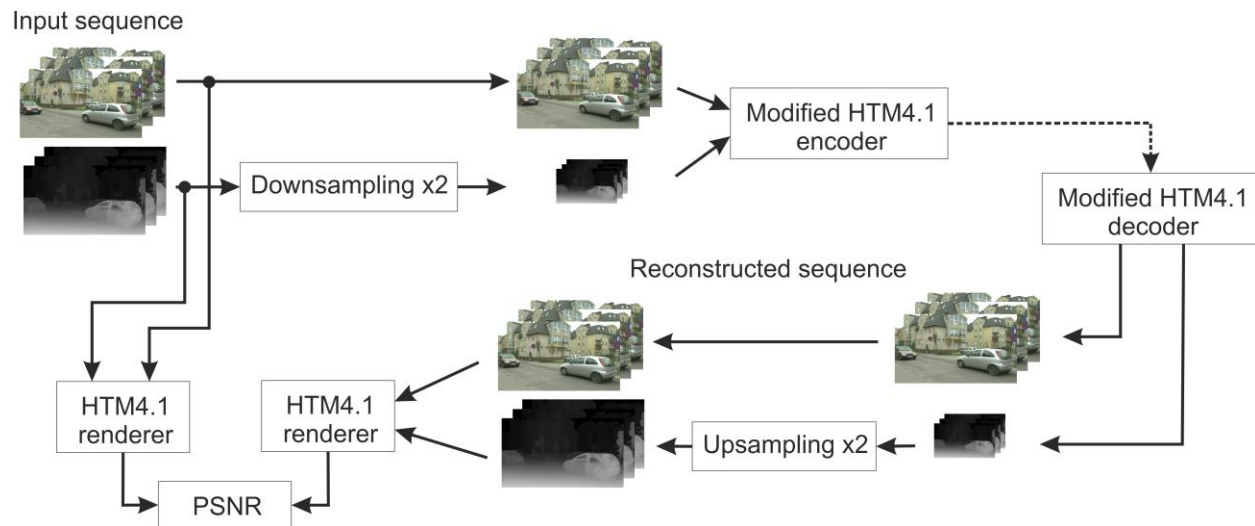 Input sequence
Modified HTM4.1
encoder
Downsampling x2
Modified HTM4.1
decoder
Reconstructed sequence
HTM4.1
renderer
HTM4.1
renderer
Upsampling x2
PSNR